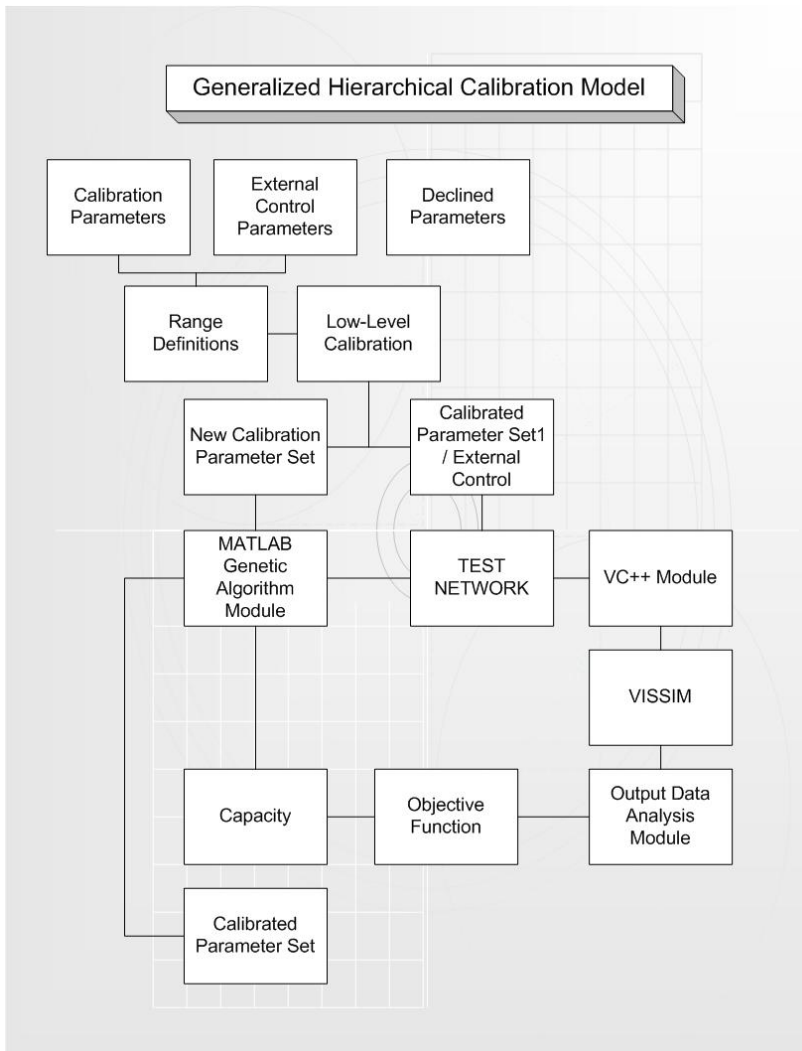 Generalized Hierarchical Calibration Model
Calibration
Parameters
External
Control
Parameters
Declined
Parameters
Range
Definitions
Low-Level
Calibration
New Calibration
Parameter Set
Calibrated
Parameter Set1
/ External
Control
MATLAB
Genetic
Algorithm
Module
TEST
NETWORK
VC++ Module
VISSIM
Capacity
Objective
Function
Output Data
Analysis
Module
Calibrated
Parameter Set